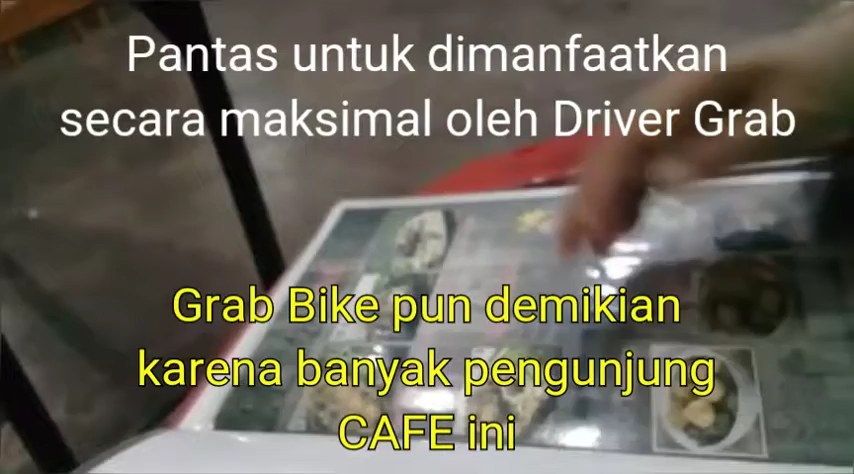 Pantas untuk dimanfaatkan
secara maksimal oleh Driver Grab
Grab Bike pun demikian
karena banyak pengunjung
CAFE ini